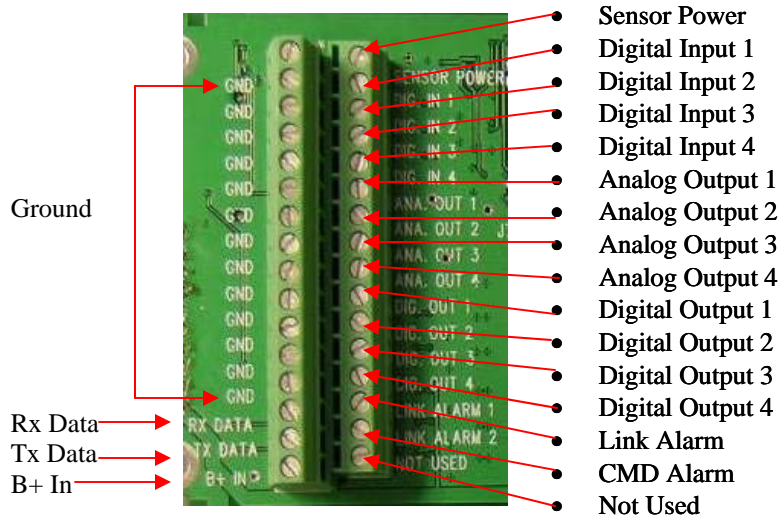 Ground
Rx Data
Tx Data
B+ In
GND
GND
GND
GND
GND
GND
GND
GND
GND
GND
GND
GND
GND
RX DATA
TX DATA
B+ IN
SENSOR POWER
DIG. IN 1
DIG. IN 2
DIG. IN 3
DIG. IN 4
ANA. OUT 1
ANA. OUT 2
ANA. OUT 3
ANA. OUT 4
DIG. OUT 1
DIG. OUT 2
DIG. OUT 3
DIG. OUT 4
LINK ALARM 1
LINK ALARM 2
NOT USED
• Sensor Power
• Digital Input 1
• Digital Input 2
• Digital Input 3
• Digital Input 4
• Analog Output 1
• Analog Output 2
• Analog Output 3
• Analog Output 4
• Digital Output 1
• Digital Output 2
• Digital Output 3
• Digital Output 4
• Link Alarm
• CMD Alarm
• Not Used